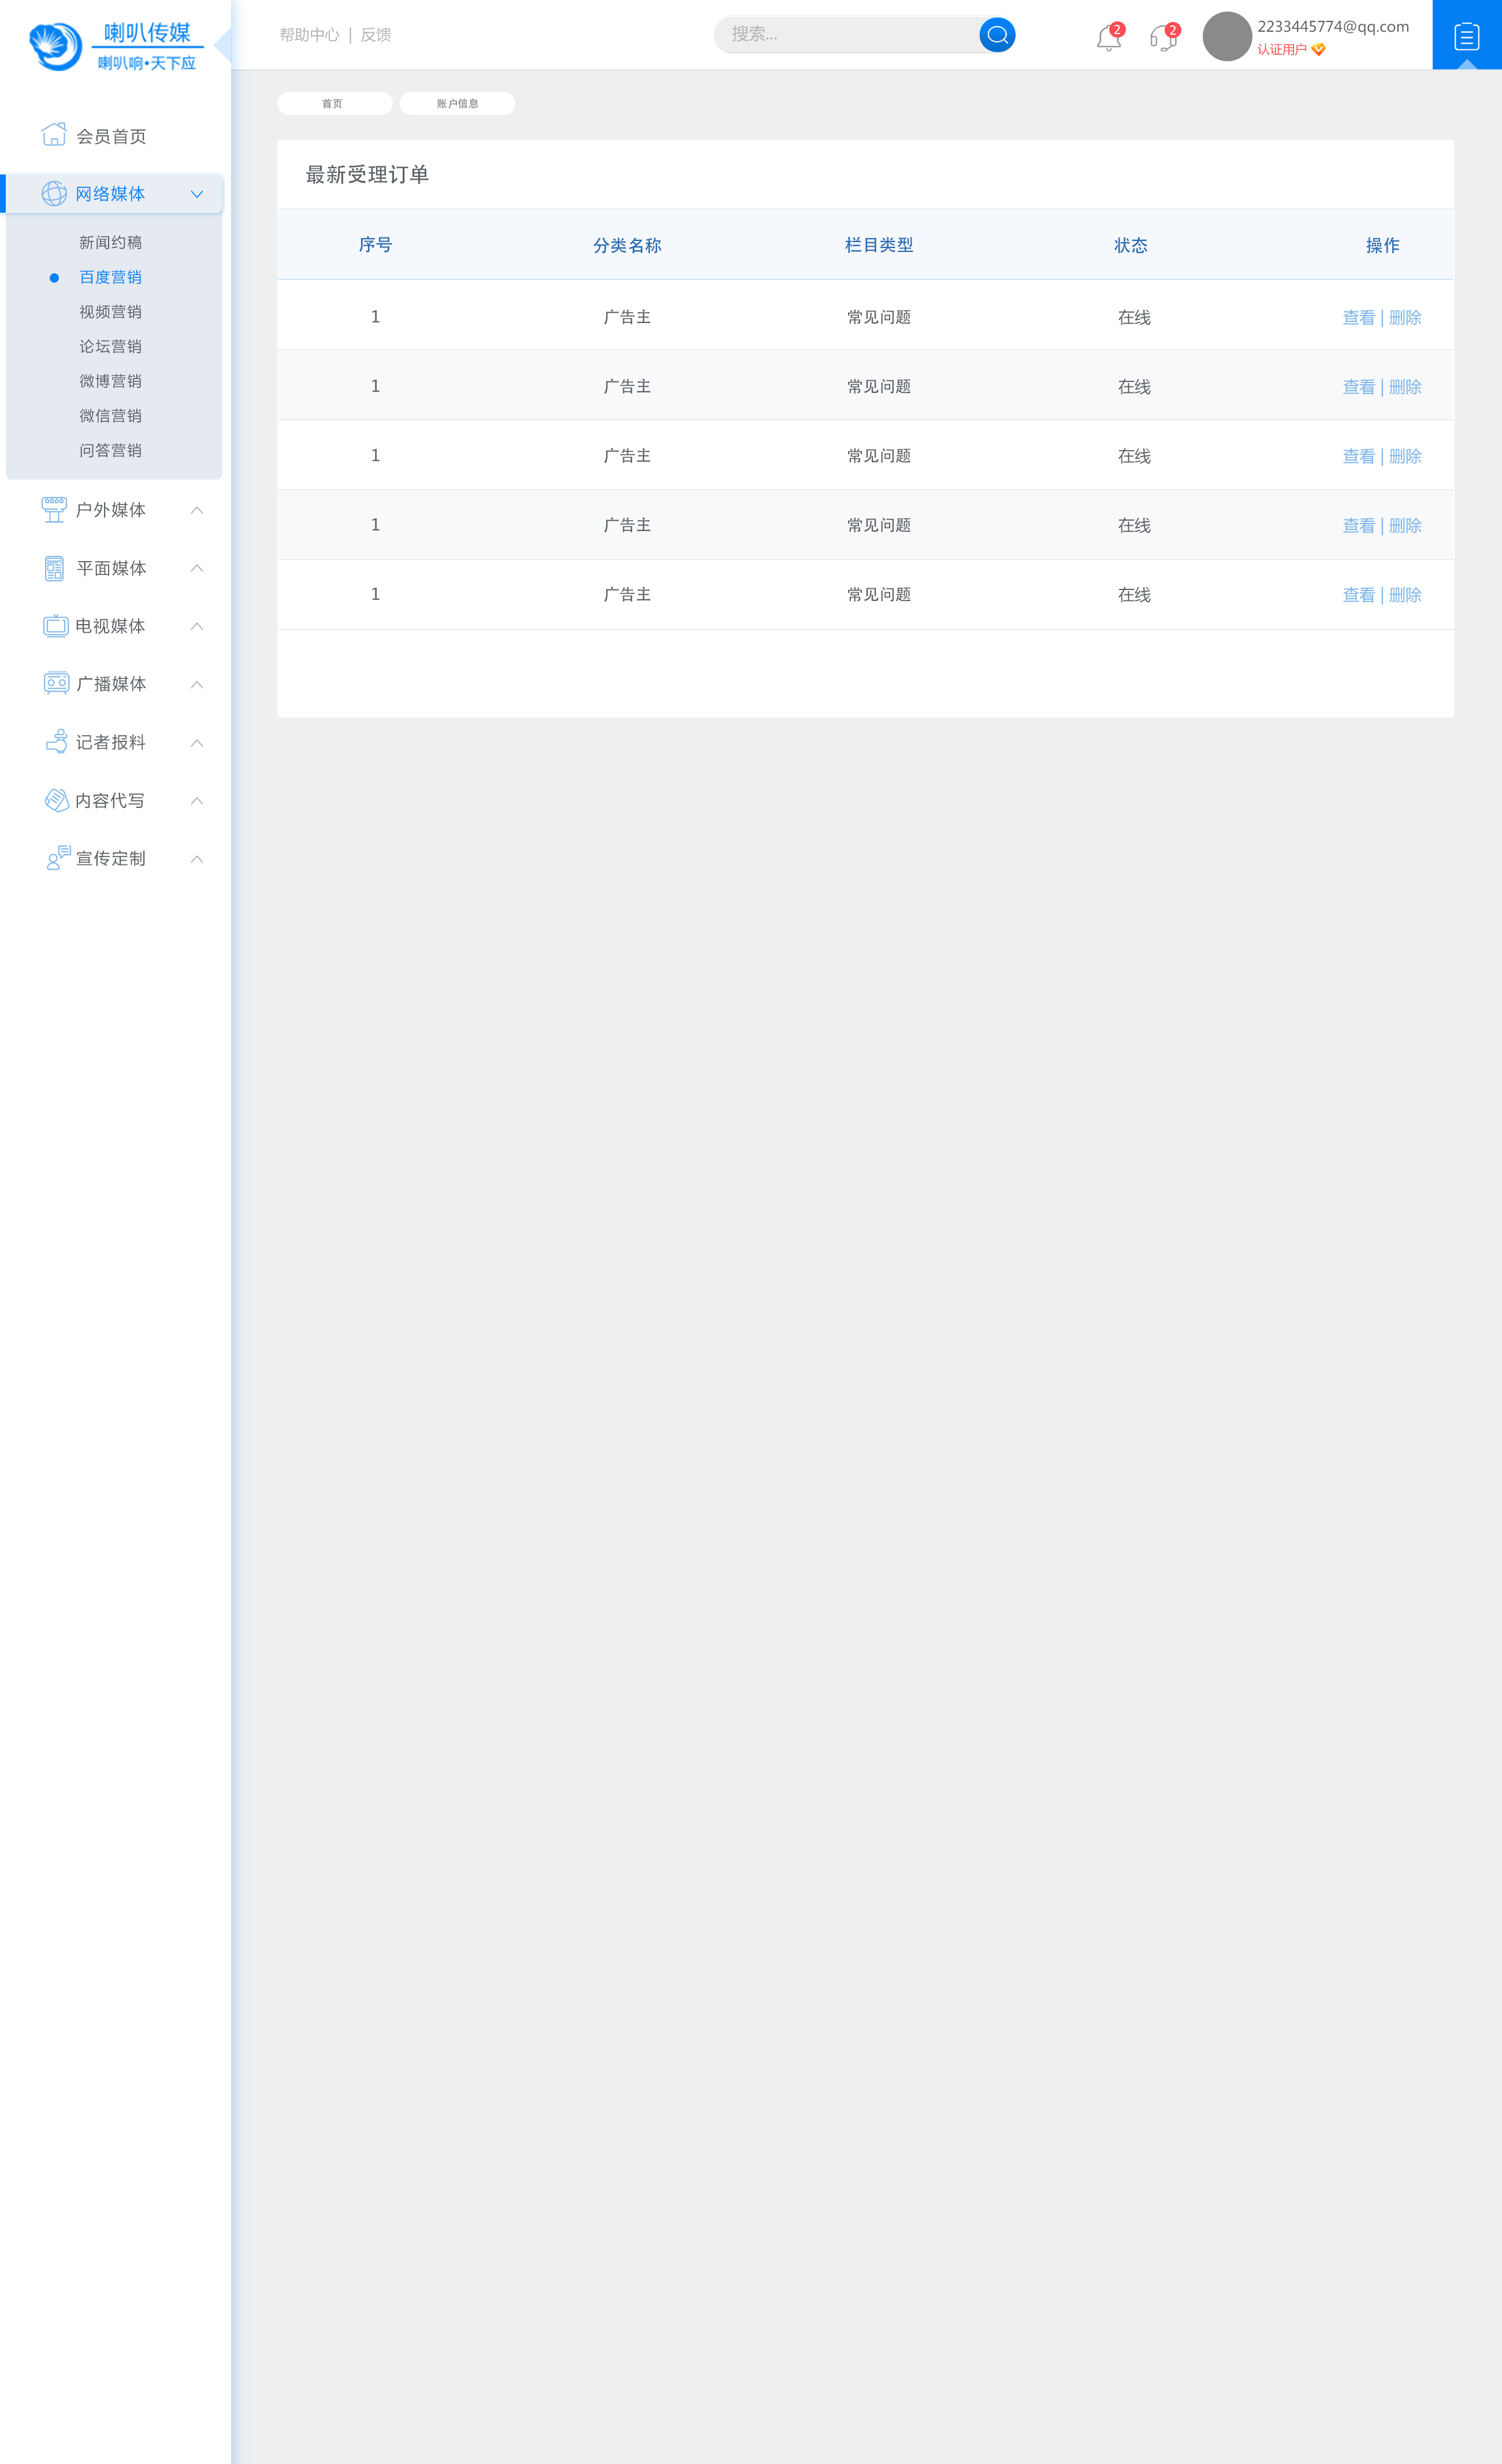 喇叭传媒
喇叭响•天下应
帮助中心 | 反馈
搜索...
2
2
2233445774@qq.com
认证用户
首页
账户信息
会员首页
网络媒体
新闻约稿
百度营销
视频营销
论坛营销
微博营销
微信营销
问答营销
户外媒体
平面媒体
电视媒体
广播媒体
记者报料
内容代写
宣传定制
最新受理订单
序号 分类名称 栏目类型 状态 操作
1 广告主 常见问题 在线 查看 | 删除
1 广告主 常见问题 在线 查看 | 删除
1 广告主 常见问题 在线 查看 | 删除
1 广告主 常见问题 在线 查看 | 删除
1 广告主 常见问题 在线 查看 | 删除